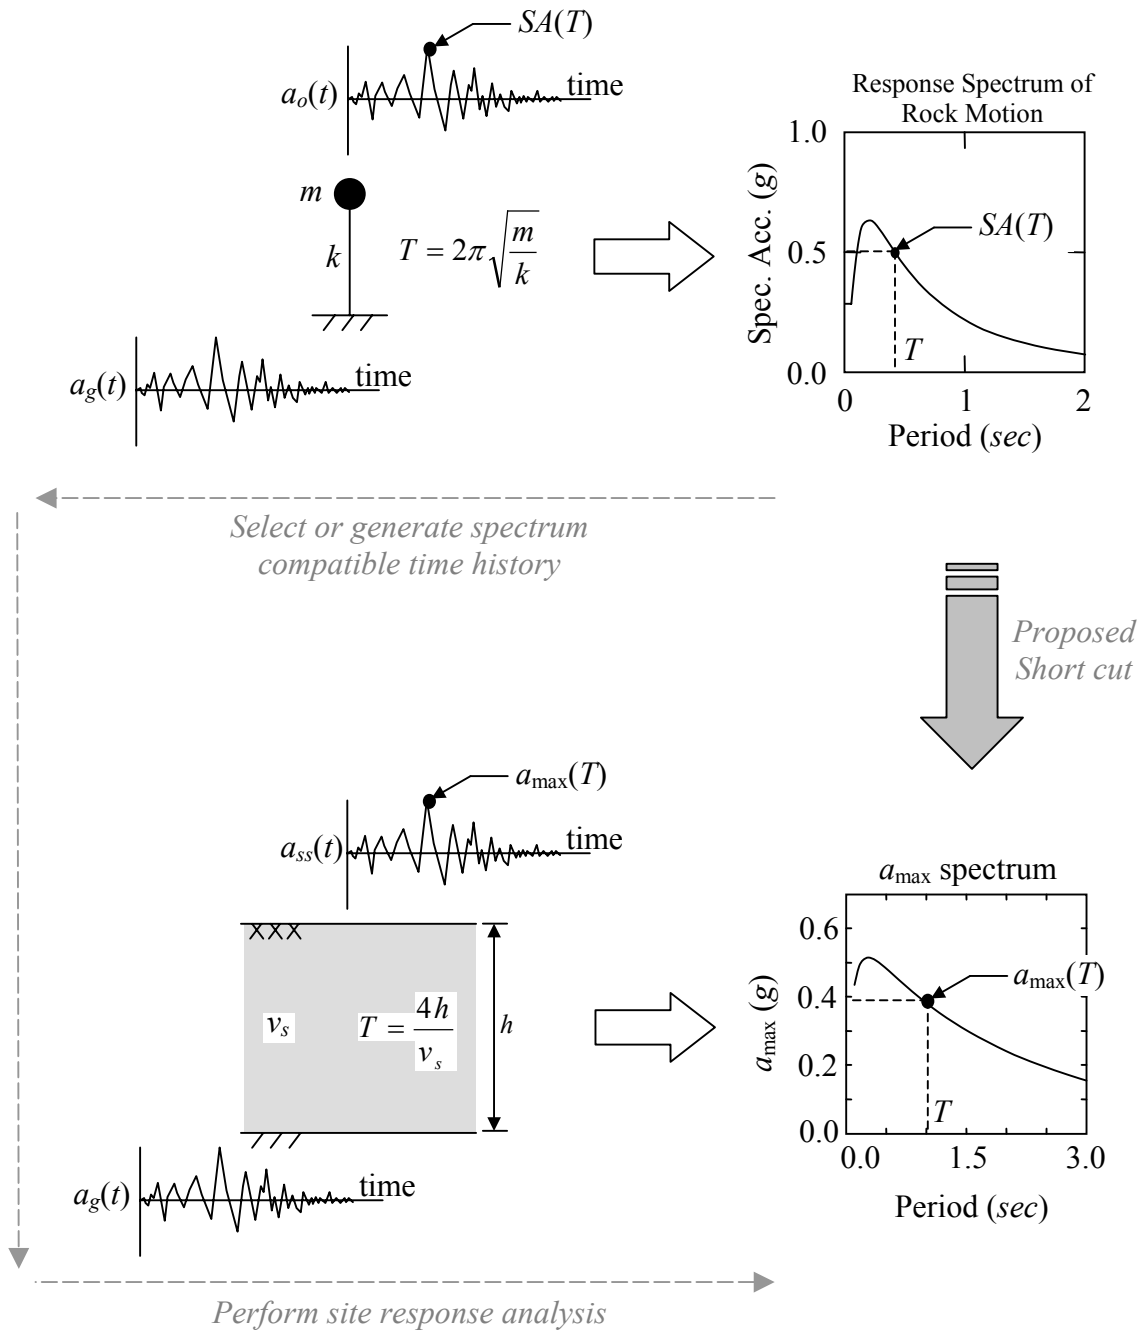 SA(T)
a_o(t)
time
m
k
T = 2π√(m/k)
a_g(t)
time
Response Spectrum of
Rock Motion
1.0
0.5
0.0
Spec. Acc. (g)
SA(T)
T
0 1 2
Period (sec)
Select or generate spectrum
compatible time history
Proposed
Short cut
a_max(T)
a_ss(t)
time
v_s
T = 4h/v_s
h
a_g(t)
time
a_max spectrum
0.6
0.4
0.2
0.0
a_max (g)
a_max(T)
T
0.0 1.5 3.0
Period (sec)
Perform site response analysis